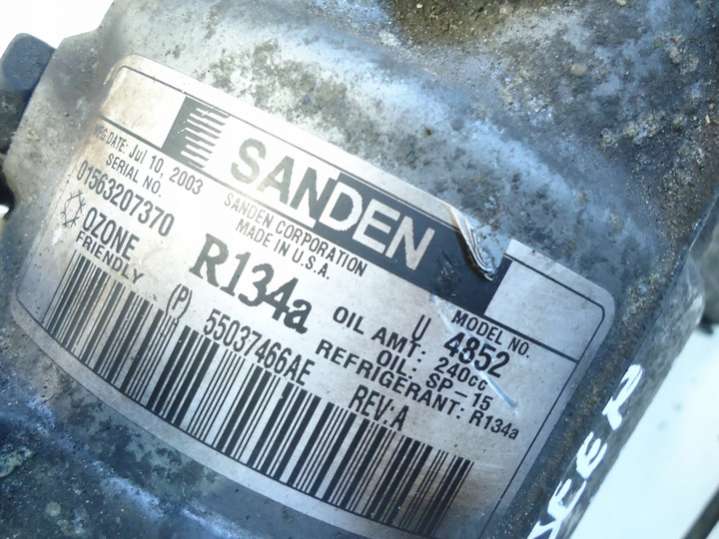 SANDEN
MFG.DATE: Jul 10, 2003
SERIAL NO.
01563207370
SANDEN CORPORATION
MADE IN U.S.A.
OZONE
FRIENDLY
R134a
MODEL NO.
U 4852
OIL AMT: 240cc
OIL: SP-15
REFRIGERANT: R134a
(P) 55037466AE REV:A